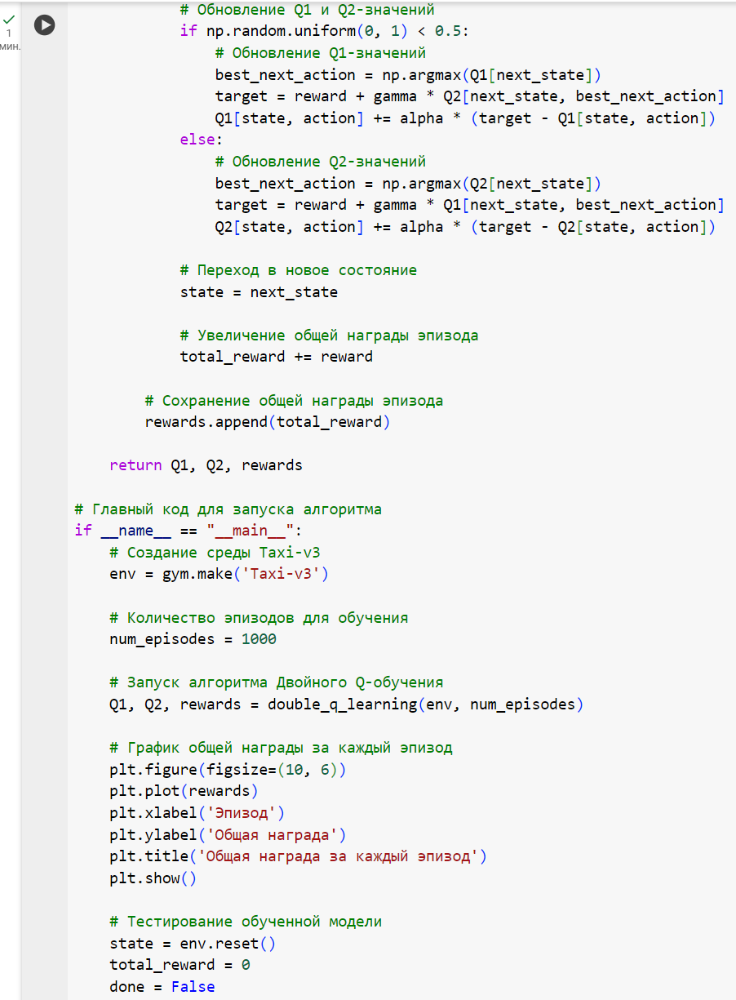 1
мин.
# Обновление Q1 и Q2-значений
if np.random.uniform(0, 1) < 0.5:
# Обновление Q1-значений
best_next_action = np.argmax(Q1[next_state])
target = reward + gamma * Q2[next_state, best_next_action]
Q1[state, action] += alpha * (target - Q1[state, action])
else:
# Обновление Q2-значений
best_next_action = np.argmax(Q2[next_state])
target = reward + gamma * Q1[next_state, best_next_action]
Q2[state, action] += alpha * (target - Q2[state, action])
# Переход в новое состояние
state = next_state
# Увеличение общей награды эпизода
total_reward += reward
# Сохранение общей награды эпизода
rewards.append(total_reward)
return Q1, Q2, rewards
# Главный код для запуска алгоритма
if __name__ == "__main__":
# Создание среды Taxi-v3
env = gym.make('Taxi-v3')
# Количество эпизодов для обучения
num_episodes = 1000
# Запуск алгоритма Двойного Q-обучения
Q1, Q2, rewards = double_q_learning(env, num_episodes)
# График общей награды за каждый эпизод
plt.figure(figsize=(10, 6))
plt.plot(rewards)
plt.xlabel('Эпизод')
plt.ylabel('Общая награда')
plt.title('Общая награда за каждый эпизод')
plt.show()
# Тестирование обученной модели
state = env.reset()
total_reward = 0
done = False